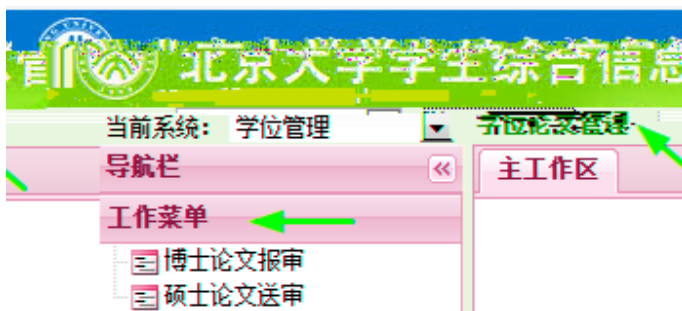 北京大学学生综合信息
当前系统： 学位管理
导航栏
主工作区
工作菜单
博士论文报审
硕士论文送审